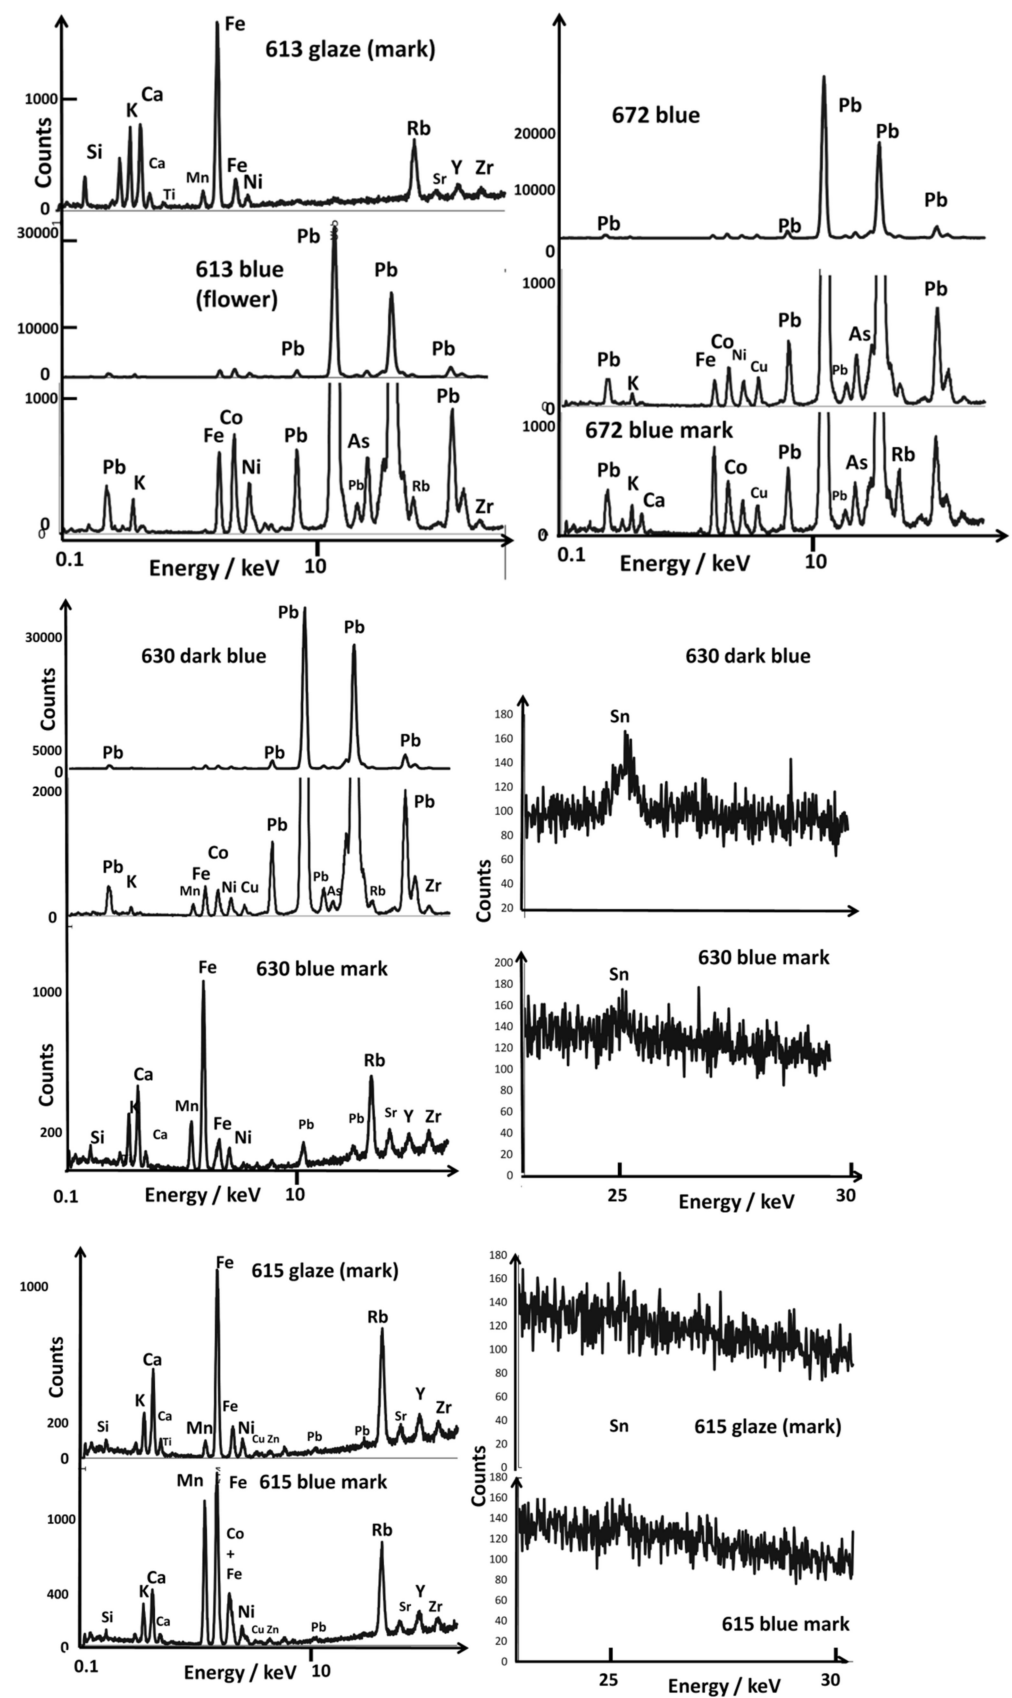 613 glaze (mark)
Counts
1000
0
Si
K
Ca
Ca
Ti
Mn
Fe
Fe
Ni
Rb
Sr
Y
Zr
613 blue
(flower)
30000
10000
0
Pb
Pb
Pb
Pb
1000
0
0
Pb
K
Fe
Co
Ni
Pb
Pb
As
Rb
Pb
Zr
0.1
10
Energy / keV
672 blue
20000
10000
0
Pb
Pb
Pb
Pb
Pb
1000
0
Pb
K
Fe
Co
Ni
Cu
Pb
Pb
As
Pb
672 blue mark
1000
0
Pb
K
Ca
Co
Cu
Pb
Pb
As
Rb
0.1
10
Energy / keV
630 dark blue
Counts
30000
5000
0
Pb
Pb
Pb
Pb
Pb
2000
0
Pb
K
Mn
Fe
Co
Ni
Cu
Pb
Pb
As
Rb
Pb
Zr
630 blue mark
Counts
1000
200
Si
K
Ca
Ca
Mn
Fe
Fe
Ni
Pb
Pb
Rb
Sr
Y
Zr
0.1
10
Energy / keV
630 dark blue
Counts
180
160
140
120
100
80
60
40
20
Sn
630 blue mark
200
180
160
140
120
100
80
60
40
20
0
Sn
25
30
Energy / keV
615 glaze (mark)
Counts
1000
200
0
Si
K
Ca
Ca
Ti
Mn
Fe
Fe
Ni
Cu Zn
Pb
Pb
Rb
Sr
Y
Zr
615 blue mark
1000
400
0
Si
K
Ca
Ca
Mn
Fe
Co
+
Fe
Ni
Cu Zn
Pb
Rb
Sr
Y
Zr
0.1
10
Energy / keV
Counts
180
160
140
120
100
80
60
40
20
0
Sn
615 glaze (mark)
180
160
140
120
100
80
60
40
20
0
615 blue mark
25
30
Energy / keV